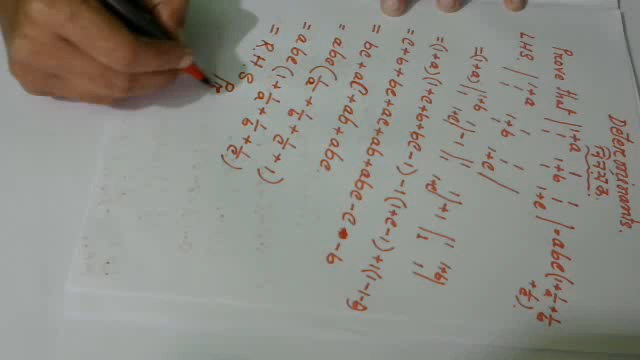 Determinants.
निर्णायक.
Prove that | 1+a 1 1 | = abc(1+1/a+1/b
1 1+b 1 +1/c).
1 1 1+c |
LHS | 1+a 1 1
1 1+b 1
1 1 1+c |
=(1+a) | 1+b 1 1 1+c | -1 | 1 1 1 1+c | +1 | 1 1+b 1 1 |
=(1+a)(1+c+b+bc-1)-1(1+c-1)+1(1-1-b)
=c+b+bc+ac+ab+abc-c-b
=bc+ac+ab+abc
=abc(1/a+1/b+1/c+1)
=abc(1+1/a+1/b+1/c)
=R.H.S.